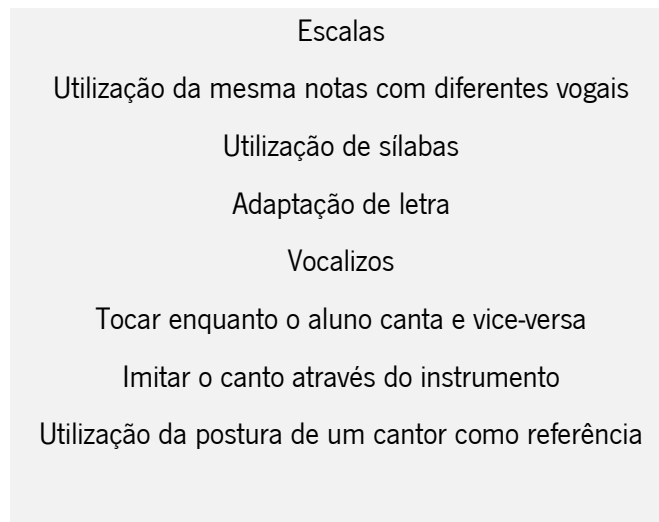 Escalas
Utilização da mesma notas com diferentes vogais
Utilização de sílabas
Adaptação de letra
Vocalizos
Tocar enquanto o aluno canta e vice-versa
Imitar o canto através do instrumento
Utilização da postura de um cantor como referência